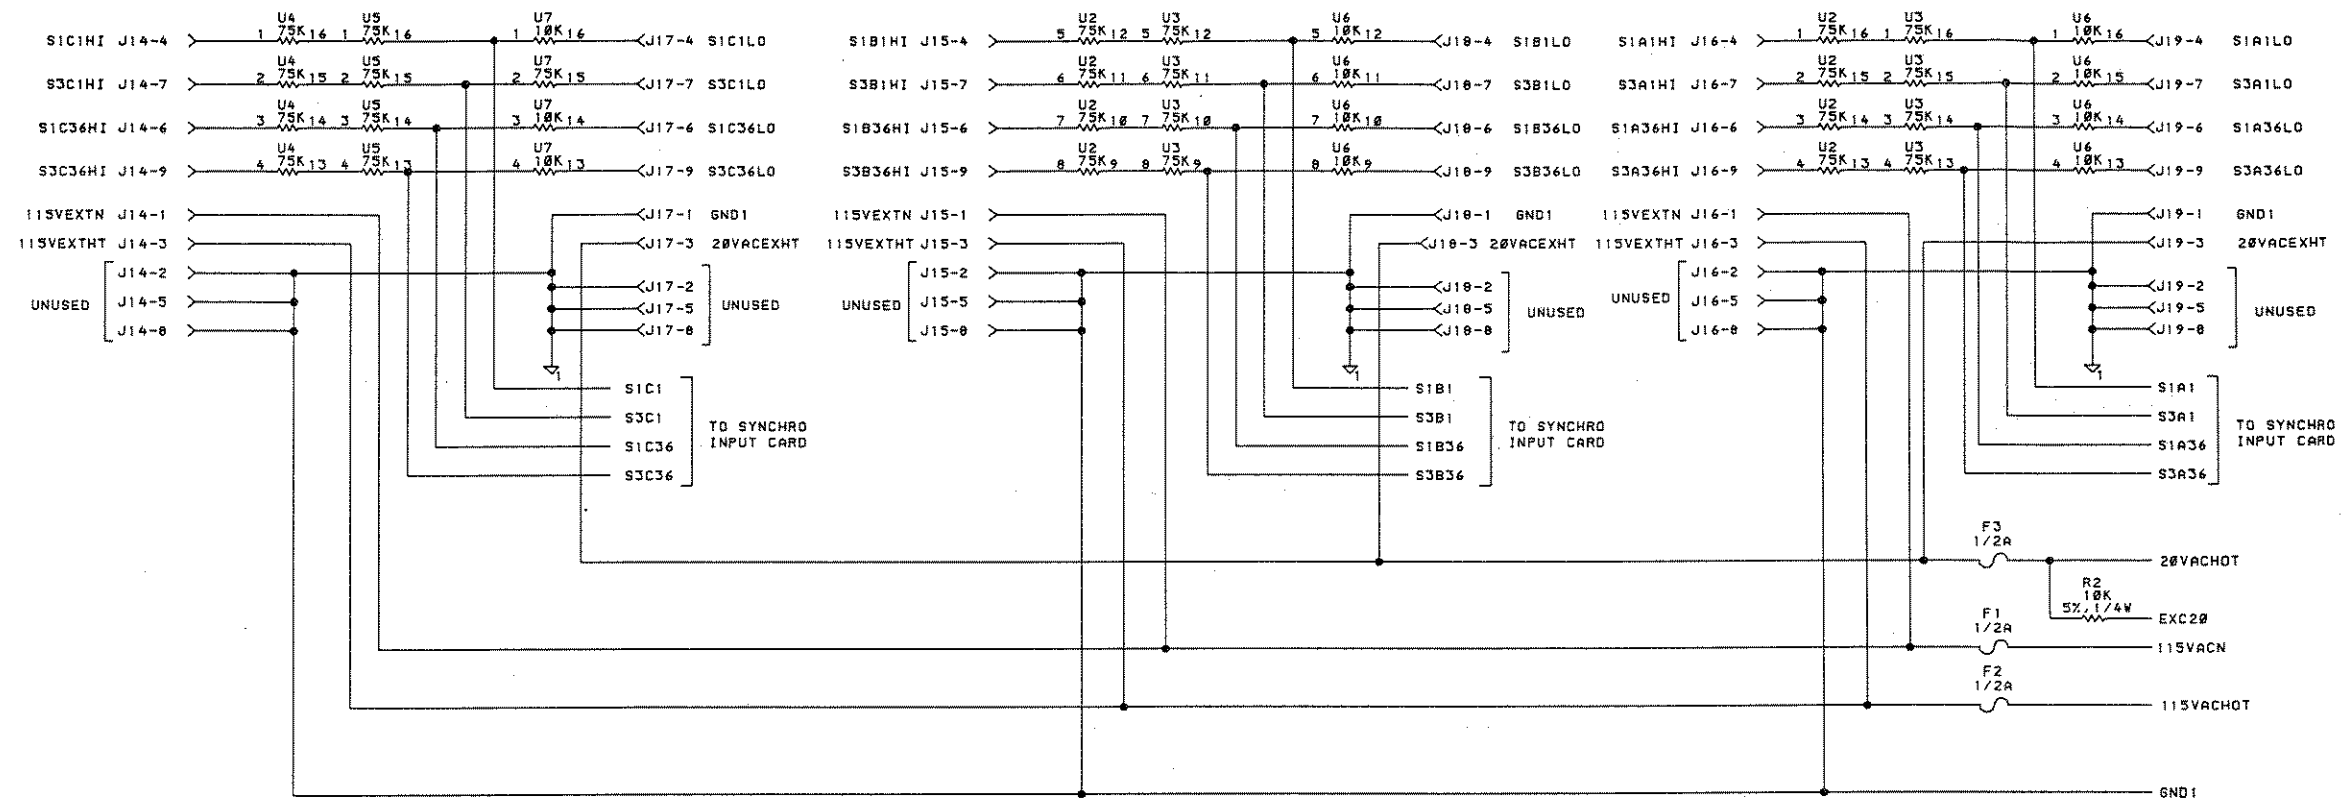 U4 U5 U7 U2 U3 U6 U2 U3 U6
S1C1HI J14-4 1 75K 16 1 75K 16 1 10K 16 J17-4 S1C1LO S1B1HI J15-4 5 75K 12 5 75K 12 5 10K 12 J18-4 S1B1LO S1A1HI J16-4 1 75K 16 1 75K 16 1 10K 16 J19-4 S1A1LO
U4 U5 U7 U2 U3 U6 U2 U3 U6
S3C1HI J14-7 2 75K 15 2 75K 15 2 75K 15 J17-7 S3C1LO S3B1HI J15-7 6 75K 11 6 75K 11 6 10K 11 J18-7 S3B1LO S3A1HI J16-7 2 75K 15 2 75K 15 2 10K 15 J19-7 S3A1LO
U4 U5 U7 U2 U3 U6 U2 U3 U6
S1C36HI J14-6 3 75K 14 3 75K 14 3 10K 14 J17-6 S1C36LO S1B36HI J15-6 7 75K 10 7 75K 10 7 10K 10 J18-6 S1B36LO S1A36HI J16-6 3 75K 14 3 75K 14 3 10K 14 J19-6 S1A36LO
U4 U5 U7 U2 U3 U6 U2 U3 U6
S3C36HI J14-9 4 75K 13 4 75K 13 4 10K 13 J17-9 S3C36LO S3B36HI J15-9 8 75K 9 8 75K 9 8 10K 9 J18-9 S3B36LO S3A36HI J16-9 4 75K 13 4 75K 13 4 10K 13 J19-9 S3A36LO
115VEXTN J14-1 J17-1 GND1 115VEXTN J15-1 J18-1 GND1 115VEXTN J16-1 J19-1 GND1
115VEXTHT J14-3 J17-3 20VACEXHT 115VEXTHT J15-3 J18-3 20VACEXHT 115VEXTHT J16-3 J19-3 20VACEXHT
J14-2 J15-2 J16-2
J17-2 J18-2 J19-2
UNUSED J14-5 J17-5 UNUSED UNUSED J15-5 J18-5 UNUSED UNUSED J16-5 J19-5 UNUSED
J14-8 J17-8 J15-8 J18-8 J16-8 J19-8
1 1 1
S1C1 S1B1 S1A1
S3C1 S3B1 S3A1
TO SYNCHRO TO SYNCHRO TO SYNCHRO
INPUT CARD INPUT CARD INPUT CARD
S1C36 S1B36 S1A36
S3C36 S3B36 S3A36
F3
1/2A
20VACHOT
R2
10K
5%,1/4W
EXC20
F1
1/2A
115VACN
F2
1/2A
115VACHOT
GND1